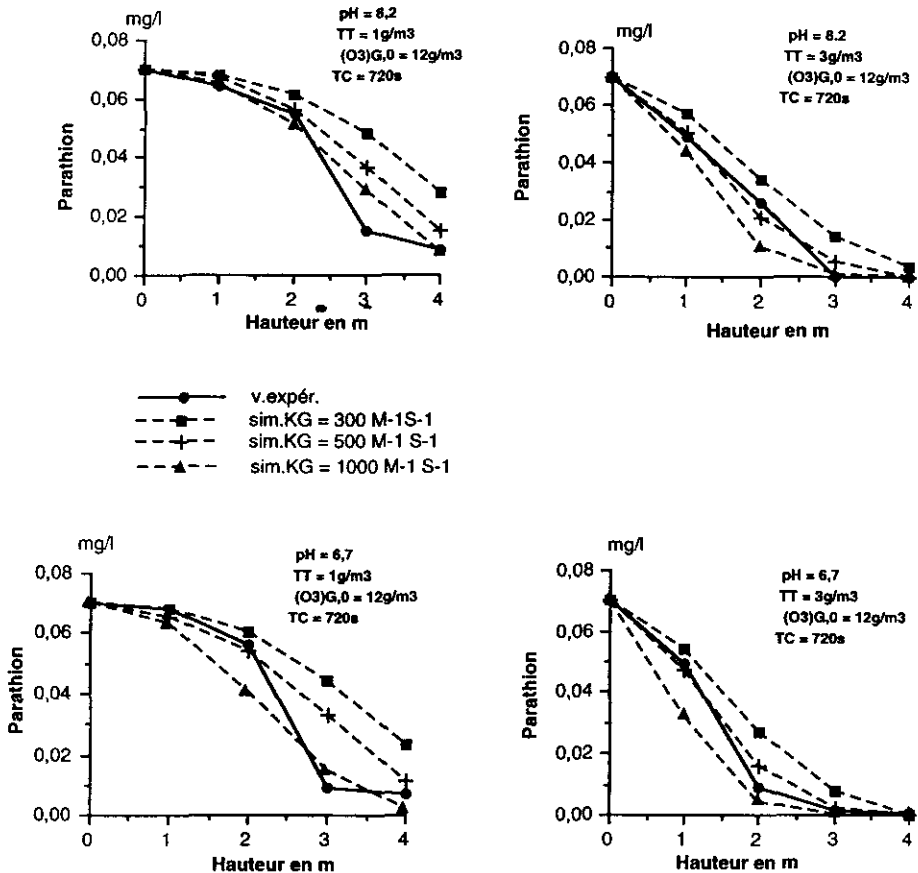 mg/l
pH = 8,2
TT = 1g/m3
(O3)G,0 = 12g/m3
TC = 720s
0,08
0,06
0,04
0,02
0,00
Parathion
0 1 2 3 4
Hauteur en m
pH = 8.2
TT = 3g/m3
(O3)G,0 = 12g/m3
TC = 720s
0,08
0,06
0,04
0,02
0,00
Parathion
0 1 2 3 4
Hauteur en m
v.expér.
sim.KG = 300 M-1S-1
sim.KG = 500 M-1 S-1
sim.KG = 1000 M-1 S-1
mg/l
pH = 6,7
TT = 1g/m3
(O3)G,0 = 12g/m3
TC = 720s
0,08
0,06
0,04
0,02
0,00
Parathion
0 1 2 3 4
Hauteur en m
mg/l
pH = 6,7
TT = 3g/m3
(O3)G,0 = 12g/m3
TC = 720s
0,08
0,06
0,04
0,02
0,00
Parathion
0 1 2 3 4
Hauteur en m